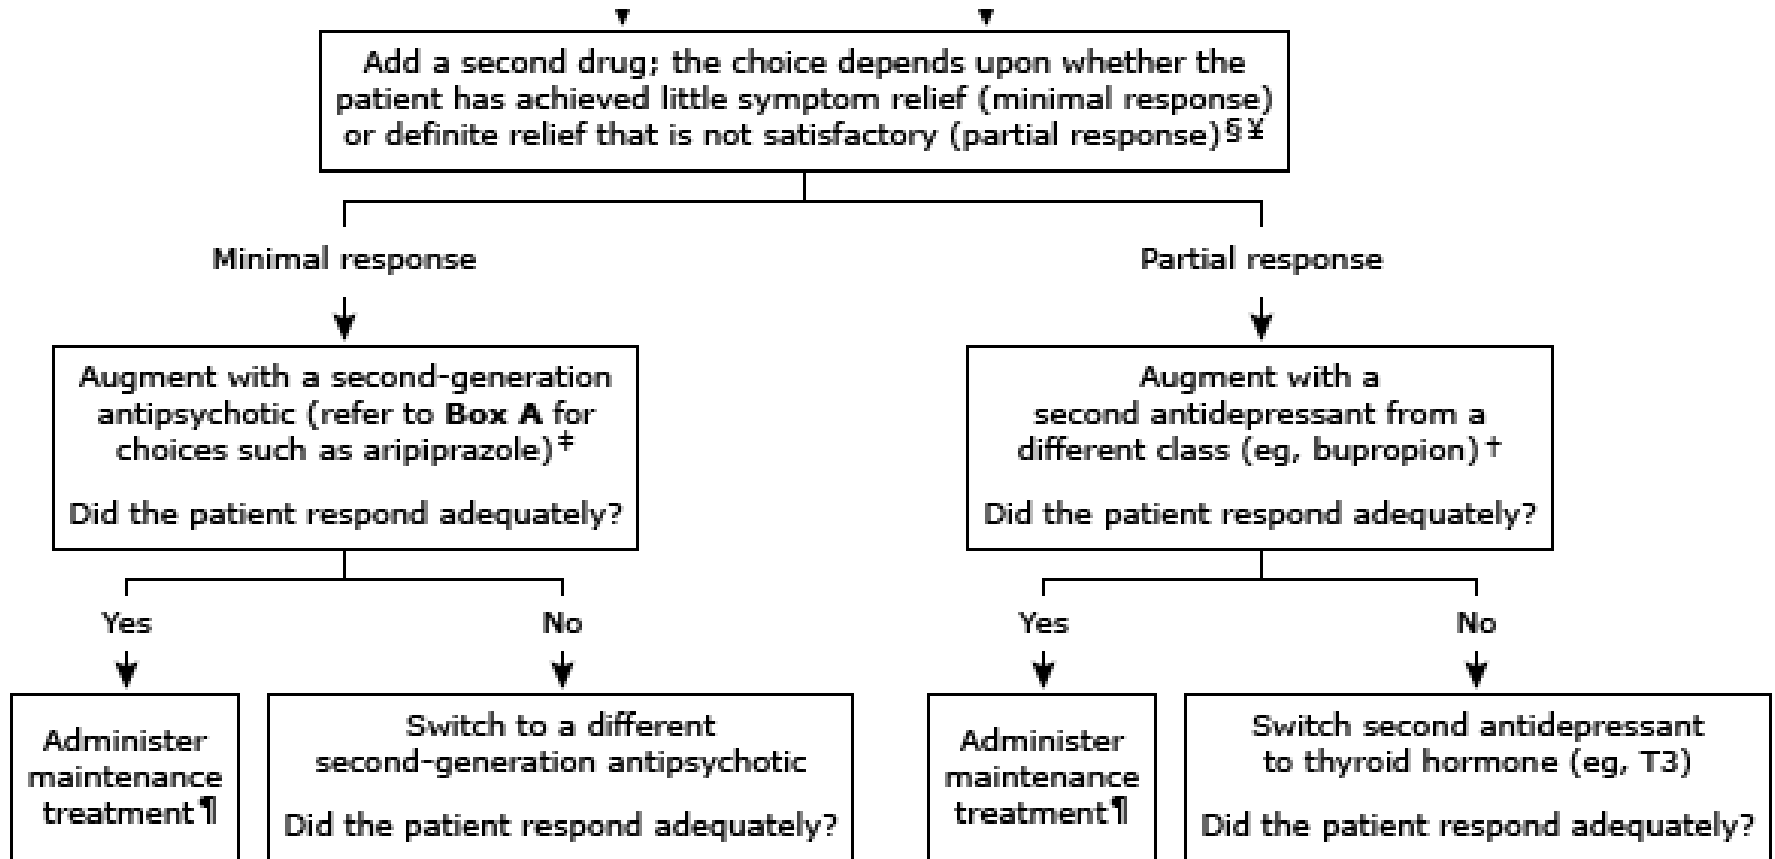 Add a second drug; the choice depends upon whether the
patient has achieved little symptom relief (minimal response)
or definite relief that is not satisfactory (partial response)§¥
Minimal response
Partial response
Augment with a second-generation
antipsychotic (refer to Box A for
choices such as aripiprazole)‡
Did the patient respond adequately?
Augment with a
second antidepressant from a
different class (eg, bupropion)†
Did the patient respond adequately?
Yes
No
Yes
No
Administer
maintenance
treatment¶
Switch to a different
second-generation antipsychotic
Did the patient respond adequately?
Administer
maintenance
treatment¶
Switch second antidepressant
to thyroid hormone (eg, T3)
Did the patient respond adequately?